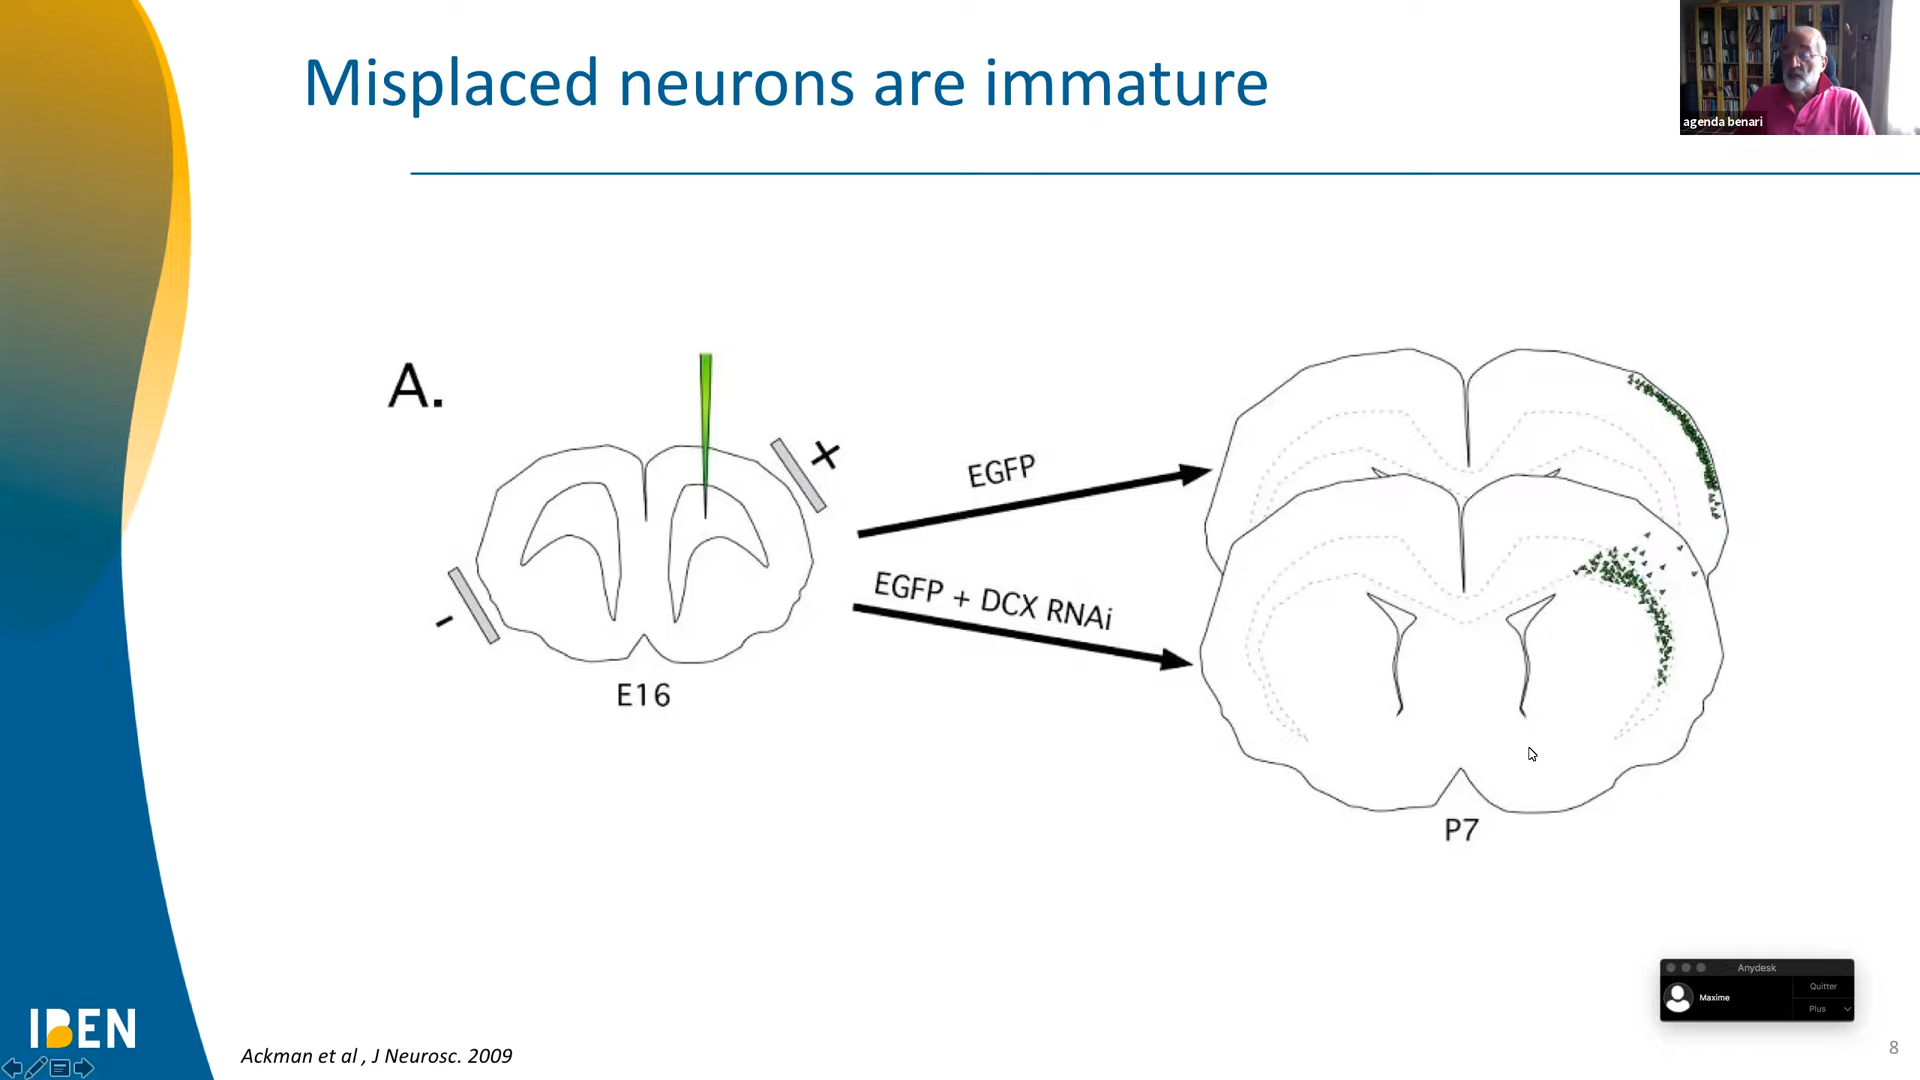 Misplaced neurons are immature
agenda benari
A.
+
EGFP
EGFP + DCX RNAi
-
E16
P7
Anydesk
Maxime
Quitter
Plus
IBEN
Ackman et al , J Neurosc. 2009
8